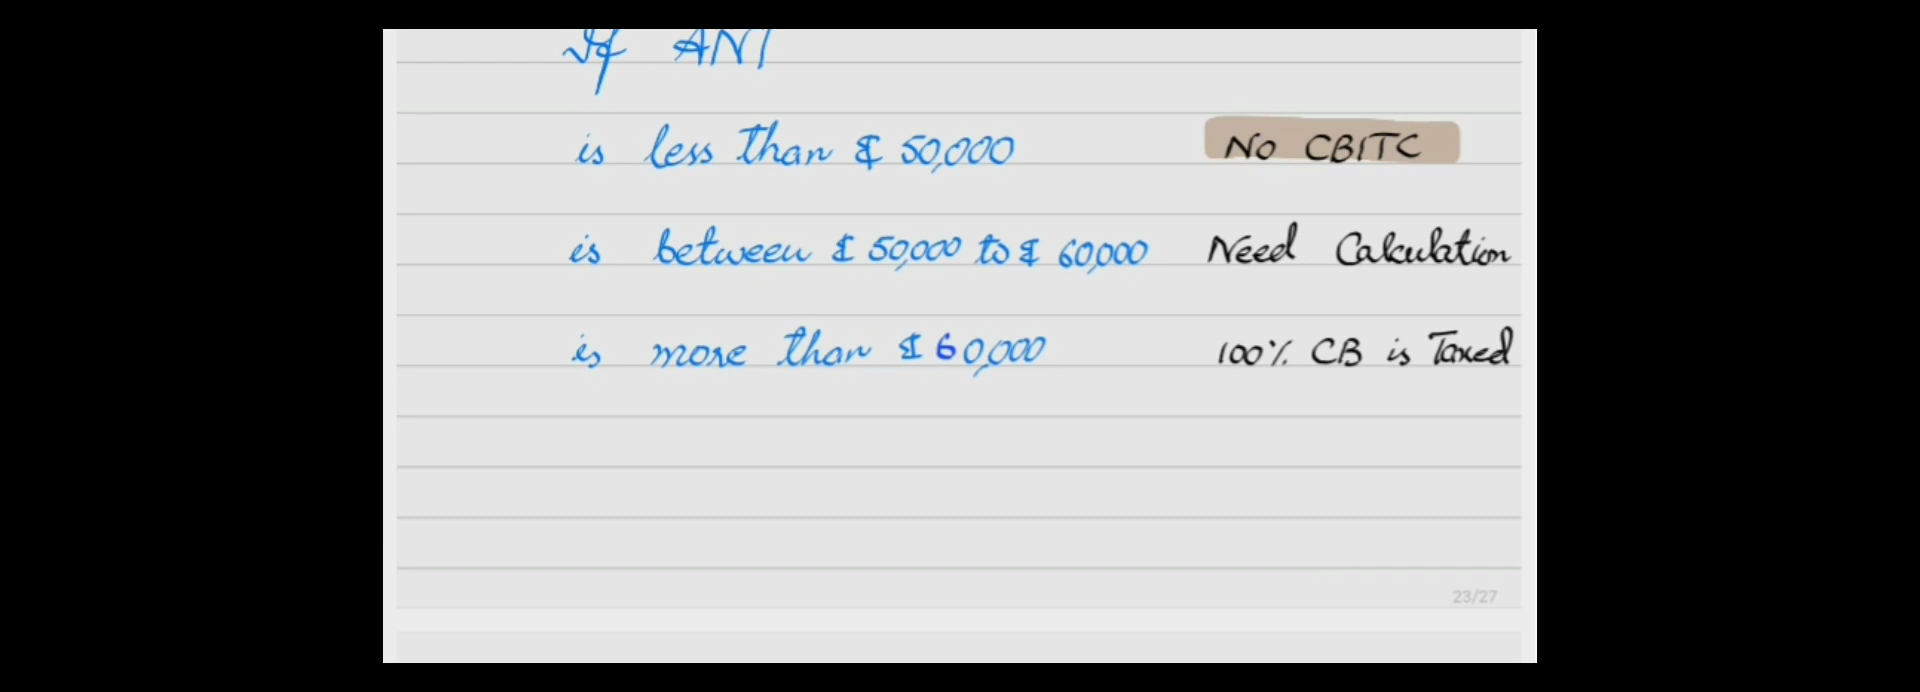 If ANI
is less than £ 50,000 No CBITC
is between £ 50,000 to £ 60,000 Need Calculation
is more than £ 60,000 100% CB is Taxed
23/27